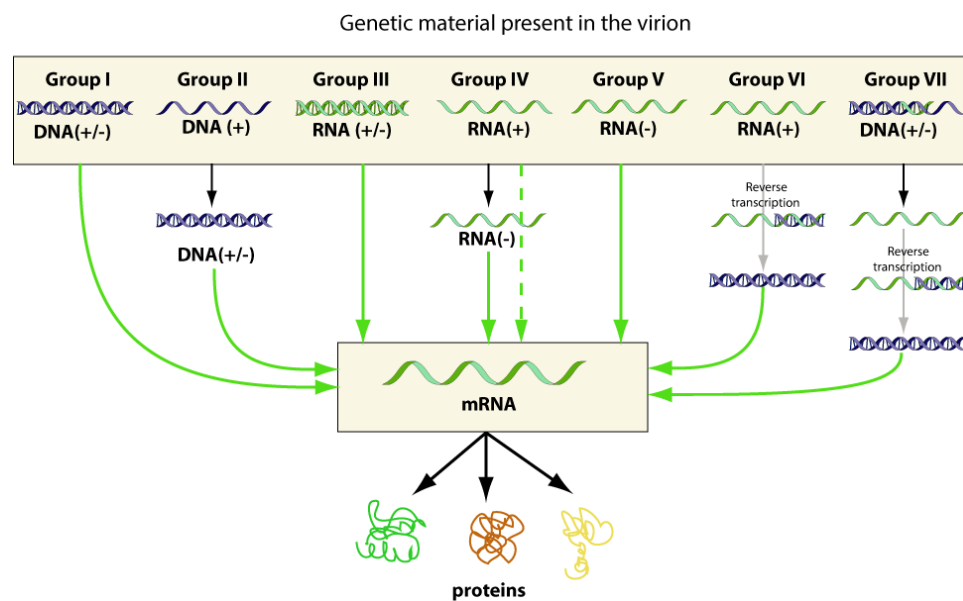 Genetic material present in the virion
Group I
Group II
Group III
Group IV
Group V
Group VI
Group VII
DNA(+/-)
DNA (+)
RNA (+/-)
RNA(+)
RNA(-)
RNA(+)
DNA(+/-)
DNA(+/-)
RNA(-)
Reverse
transcription
Reverse
transcription
mRNA
proteins